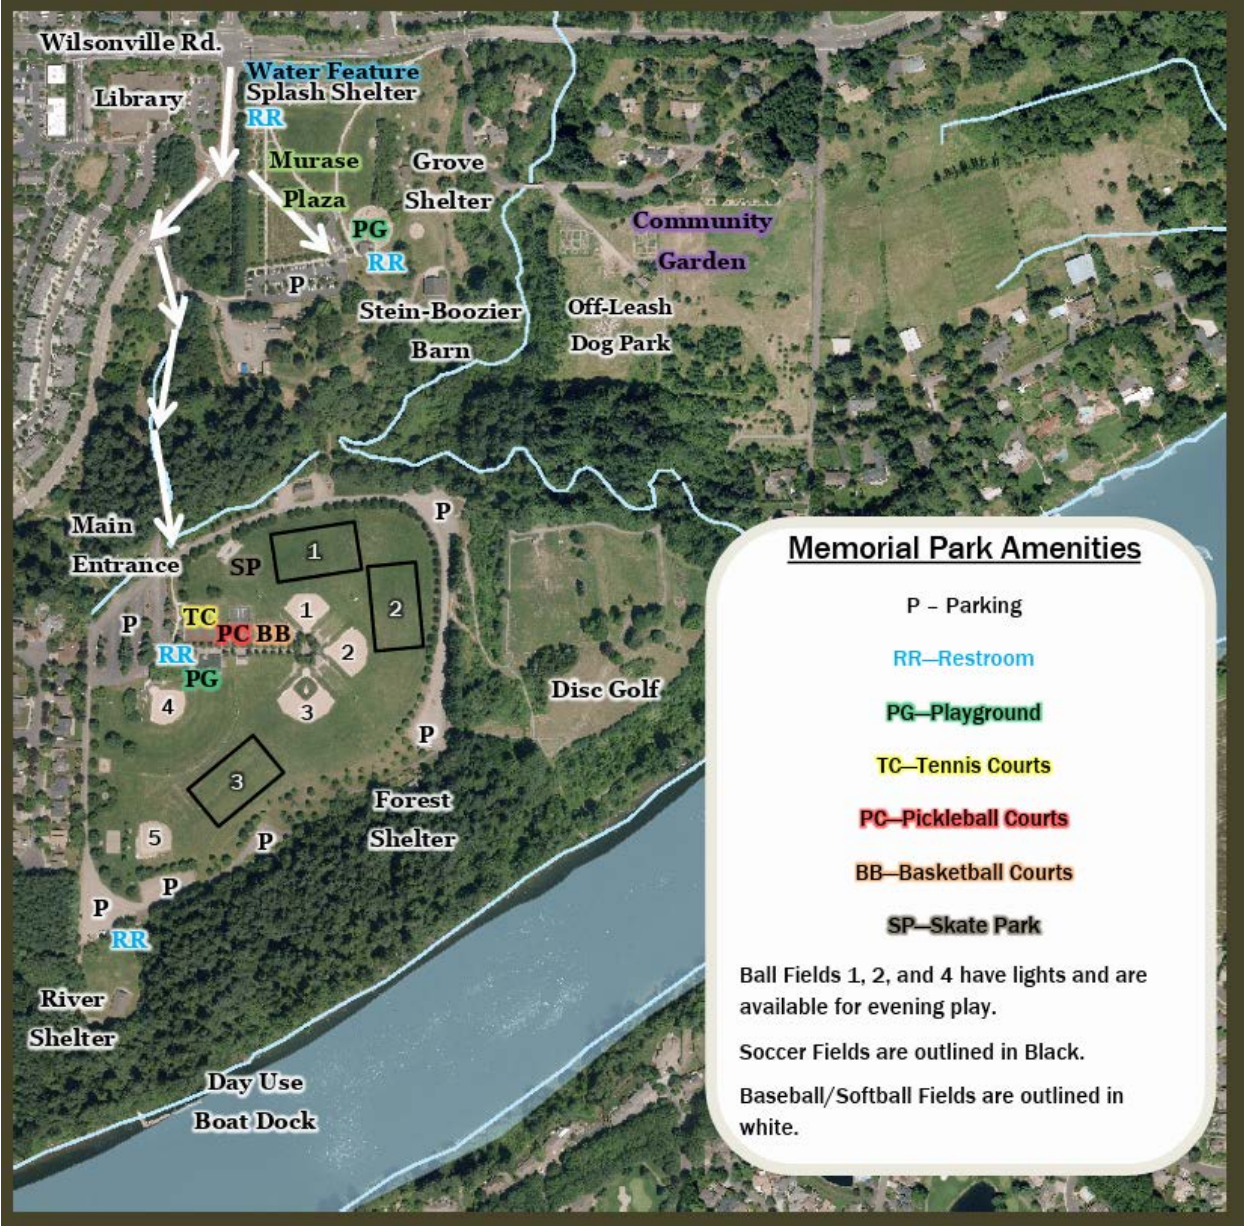 Wilsonville Rd.
Library
Water Feature
Splash Shelter
RR
Murase
Plaza
Grove
Shelter
PG
RR
P
Stein-Boozier
Barn
Community
Garden
Off-Leash
Dog Park
Main
Entrance
P
SP
1
2
TC
PC
BB
1
2
3
P
RR
PG
4
3
5
P
P
P
P
RR
Disc Golf
Forest
Shelter
River
Shelter
Day Use
Boat Dock
Memorial Park Amenities
P – Parking
RR—Restroom
PG—Playground
TC—Tennis Courts
PC—Pickleball Courts
BB—Basketball Courts
SP—Skate Park
Ball Fields 1, 2, and 4 have lights and are
available for evening play.
Soccer Fields are outlined in Black.
Baseball/Softball Fields are outlined in
white.